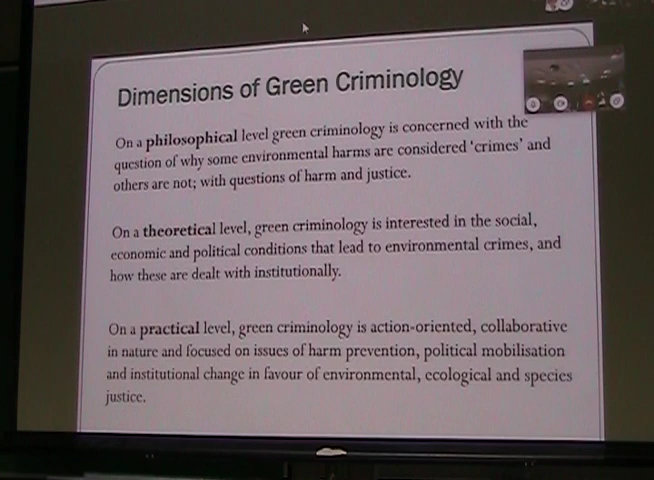 Dimensions of Green Criminology
On a philosophical level green criminology is concerned with the
question of why some environmental harms are considered ‘crimes’ and
others are not; with questions of harm and justice.
On a theoretical level, green criminology is interested in the social,
economic and political conditions that lead to environmental crimes, and
how these are dealt with institutionally.
On a practical level, green criminology is action-oriented, collaborative
in nature and focused on issues of harm prevention, political mobilisation
and institutional change in favour of environmental, ecological and species
justice.